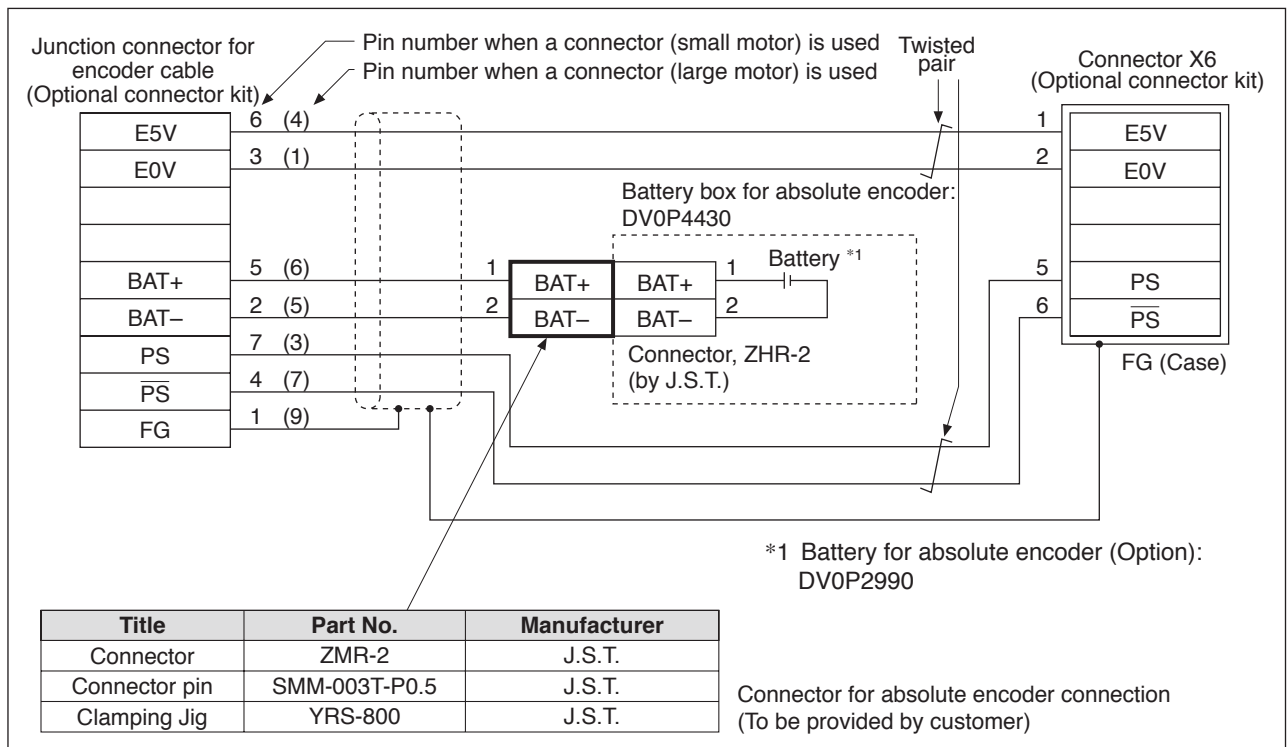 Junction connector for
encoder cable
(Optional connector kit)
Pin number when a connector (small motor) is used
Pin number when a connector (large motor) is used
Twisted
pair
Connector X6
(Optional connector kit)
E5V 6 (4) 1 E5V
E0V 3 (1) 2 E0V
Battery box for absolute encoder:
DV0P4430
Battery *1
BAT+ 5 (6) 1 BAT+ BAT+ 1 5 PS
BAT– 2 (5) 2 BAT– BAT– 2 6 P̅S̅
PS 7 (3)
P̅S̅ 4 (7)
FG 1 (9)
Connector, ZHR-2
(by J.S.T.)
FG (Case)
*1 Battery for absolute encoder (Option):
DV0P2990
Title Part No. Manufacturer
Connector ZMR-2 J.S.T.
Connector pin SMM-003T-P0.5 J.S.T.
Clamping Jig YRS-800 J.S.T.
Connector for absolute encoder connection
(To be provided by customer)